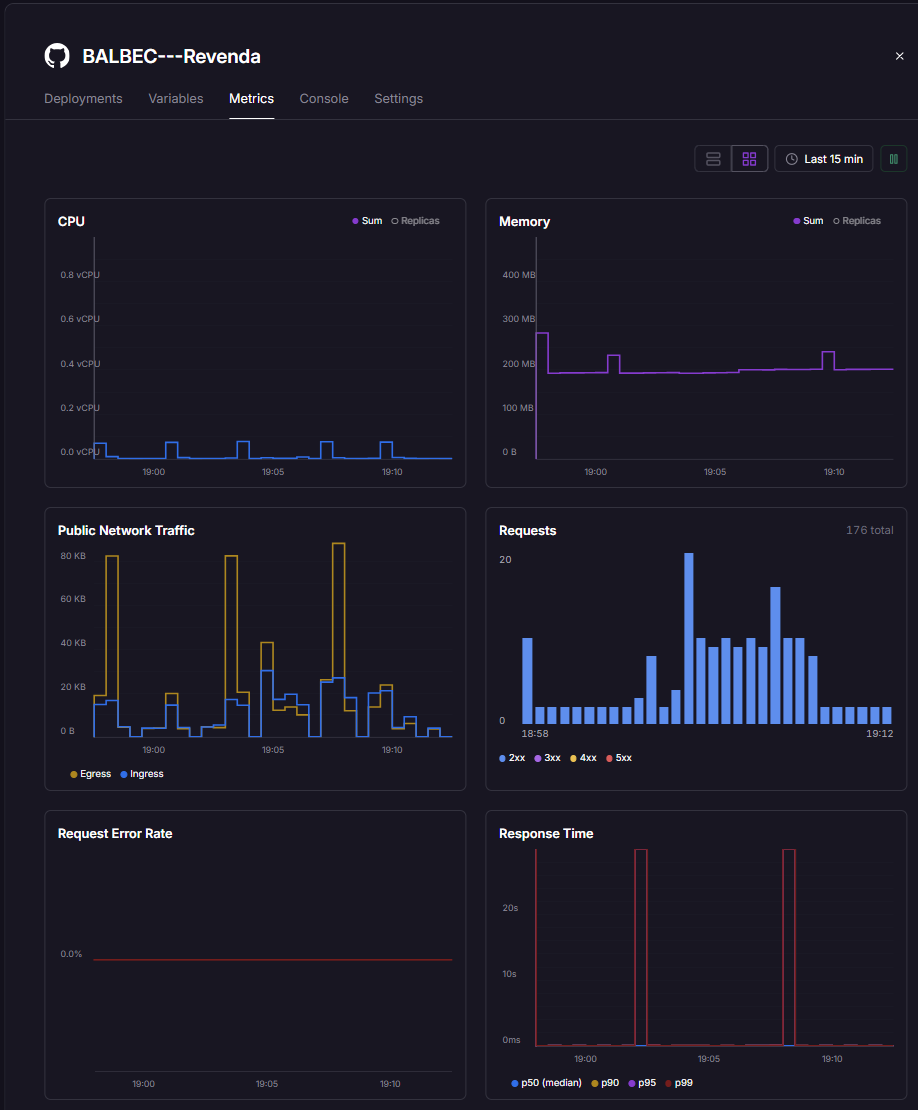 BALBEC---Revenda
Deployments Variables Metrics Console Settings
Last 15 min
CPU
Sum Replicas
0.8 vCPU
0.6 vCPU
0.4 vCPU
0.2 vCPU
0.0 vCPU
19:00 19:05 19:10
Memory
Sum Replicas
400 MB
300 MB
200 MB
100 MB
0 B
19:00 19:05 19:10
Public Network Traffic
80 KB
60 KB
40 KB
20 KB
0 B
19:00 19:05 19:10
Egress Ingress
Requests
176 total
20
0
18:58 19:12
2xx 3xx 4xx 5xx
Request Error Rate
0.0%
19:00 19:05 19:10
Response Time
20s
10s
0ms
19:00 19:05 19:10
p50 (median) p90 p95 p99